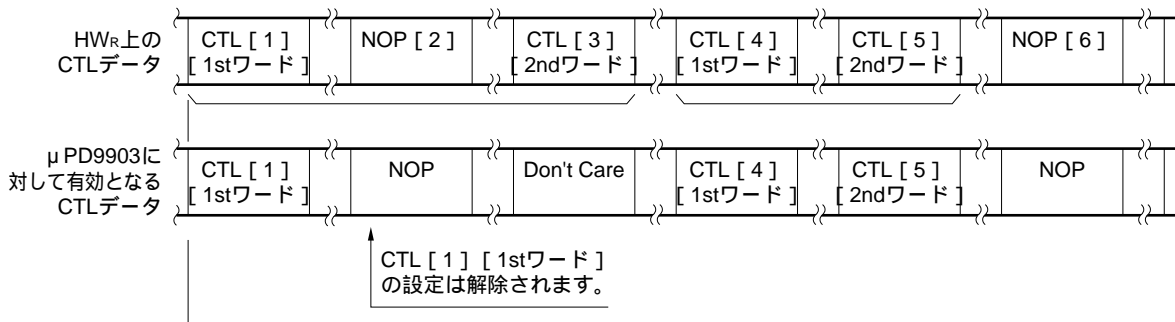 HWR上の
CTLデータ
CTL [ 1 ]
[ 1stワード ]
NOP [ 2 ]
CTL [ 3 ]
[ 2ndワード ]
CTL [ 4 ]
[ 1stワード ]
CTL [ 5 ]
[ 2ndワード ]
NOP [ 6 ]
μPD9903に
対して有効となる
CTLデータ
CTL [ 1 ]
[ 1stワード ]
NOP
Don't Care
CTL [ 4 ]
[ 1stワード ]
CTL [ 5 ]
[ 2ndワード ]
NOP
CTL [ 1 ] [ 1stワード ]
の設定は解除されます。